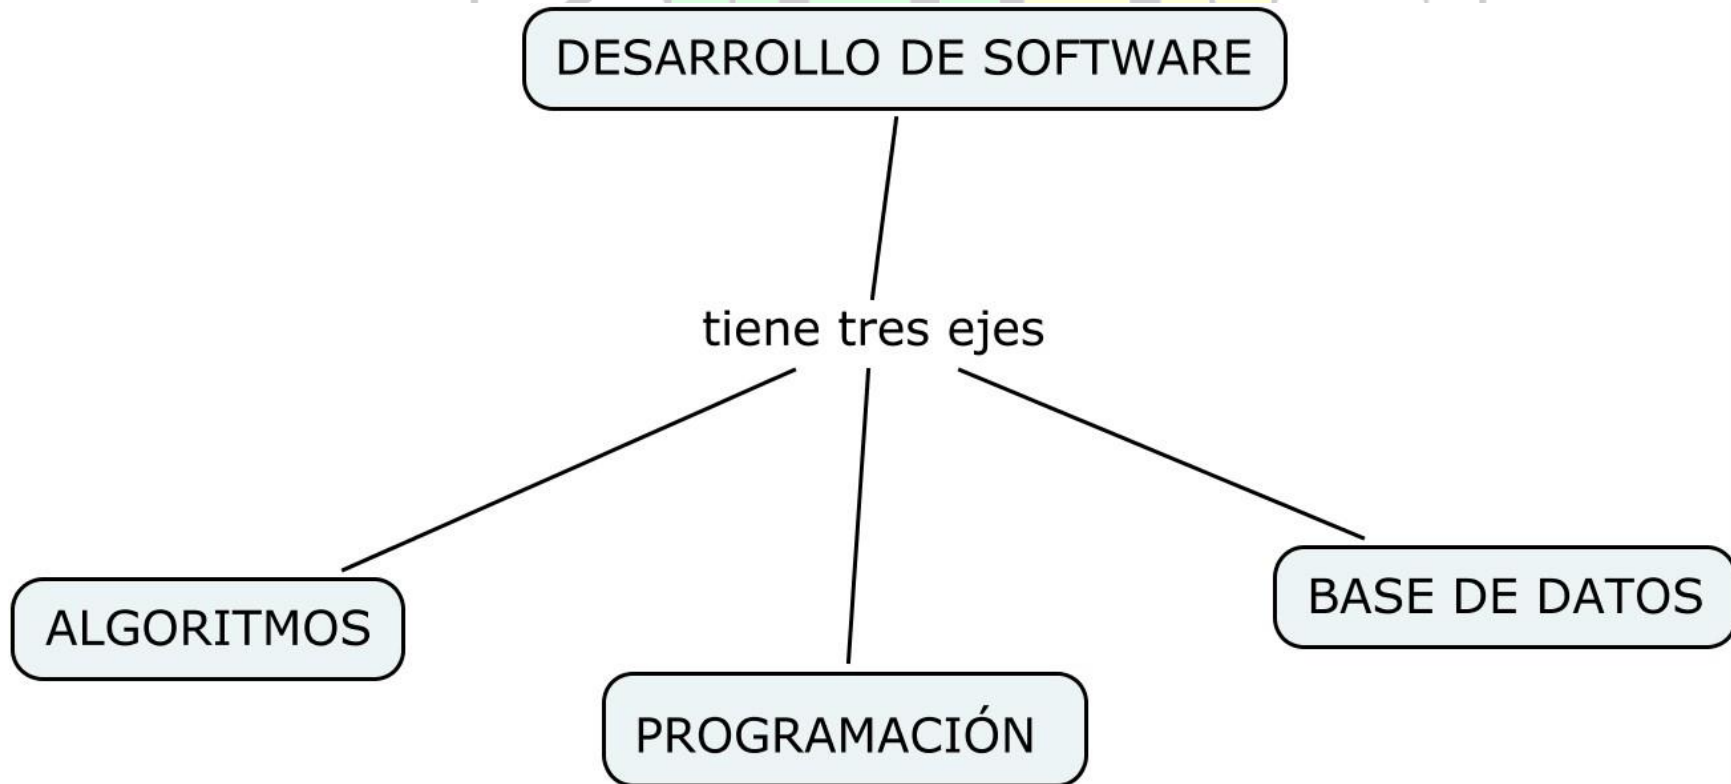 DESARROLLO DE SOFTWARE
tiene tres ejes
ALGORITMOS
PROGRAMACIÓN
BASE DE DATOS